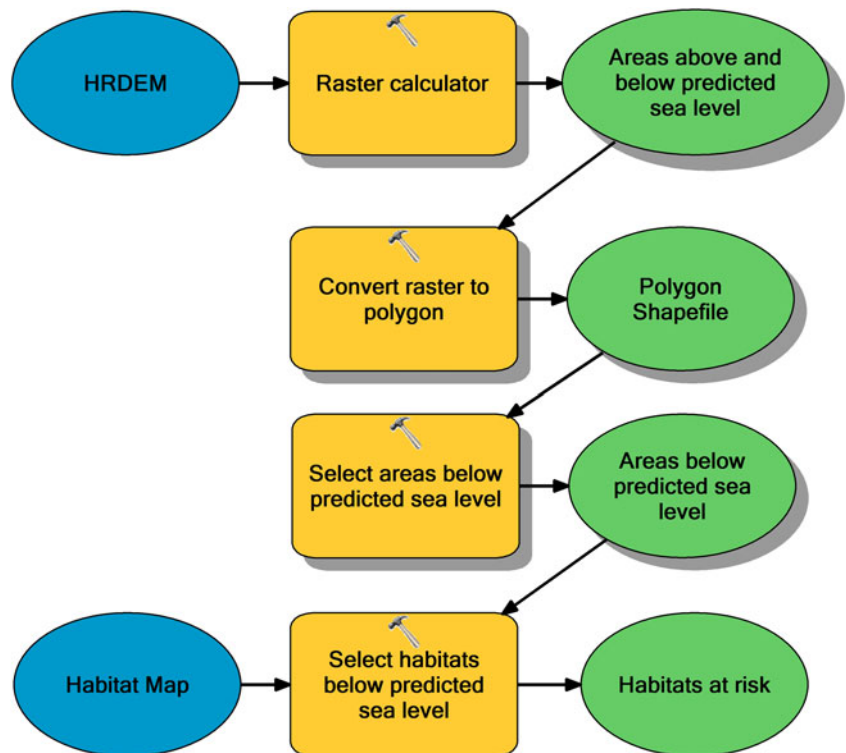 HRDEM
Raster calculator
Areas above and
below predicted
sea level
Convert raster to
polygon
Polygon
Shapefile
Select areas below
predicted sea level
Areas below
predicted sea
level
Habitat Map
Select habitats
below predicted
sea level
Habitats at risk